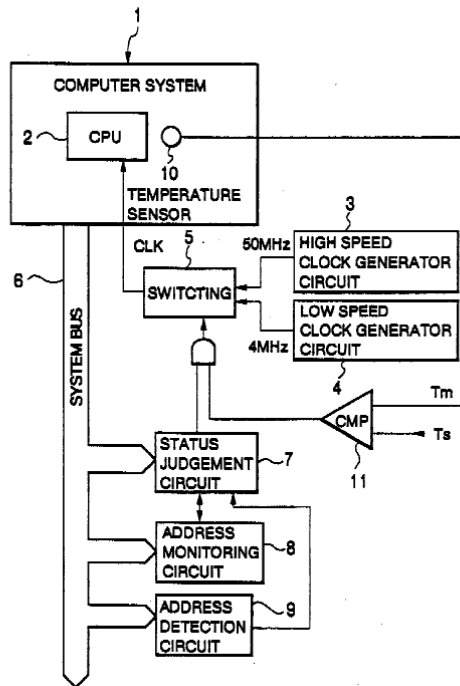 1
COMPUTER SYSTEM
2
CPU
10
TEMPERATURE
SENSOR
3
CLK
5
50MHz
HIGH SPEED
CLOCK GENERATOR
CIRCUIT
6
SWITCTING
LOW SPEED
CLOCK GENERATOR
CIRCUIT
4MHz
4
SYSTEM BUS
Tm
CMP
Ts
11
STATUS
JUDGEMENT
CIRCUIT
7
ADDRESS
MONITORING
CIRCUIT
8
ADDRESS
DETECTION
CIRCUIT
9